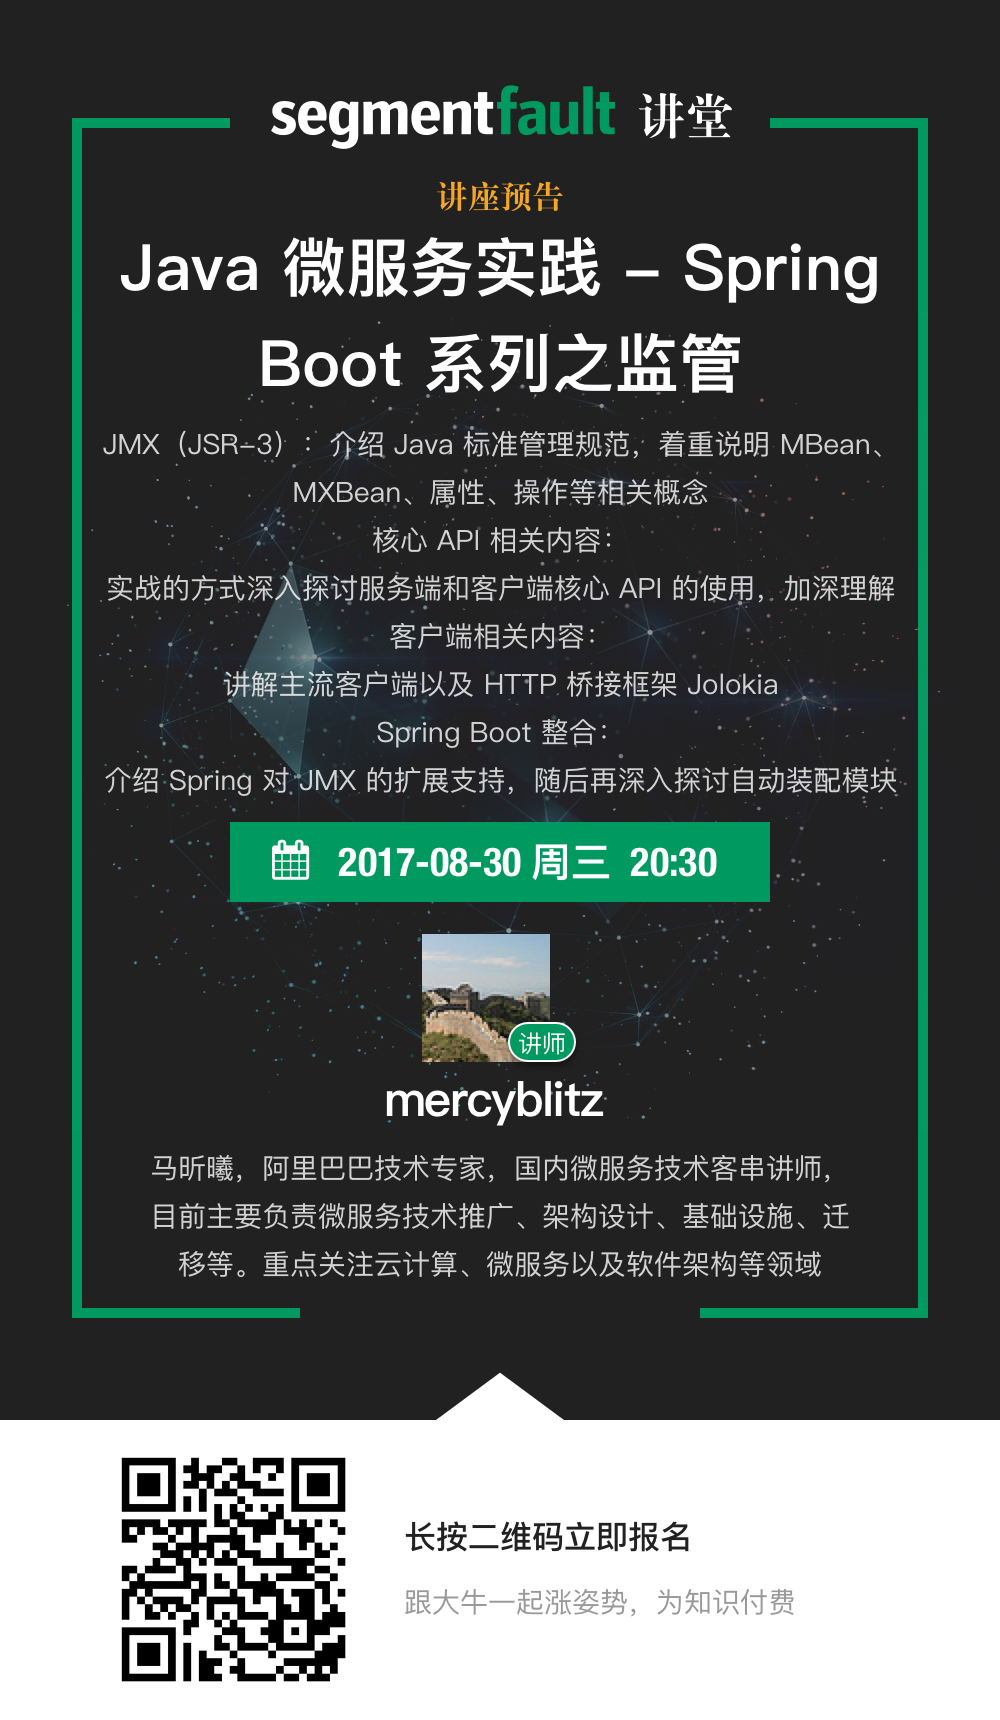 segmentfault 讲堂
讲座预告
Java 微服务实践 - Spring
Boot 系列之监管
JMX（JSR-3）：介绍 Java 标准管理规范，着重说明 MBean、
MXBean、属性、操作等相关概念
核心 API 相关内容：
实战的方式深入探讨服务端和客户端核心 API 的使用，加深理解
客户端相关内容：
讲解主流客户端以及 HTTP 桥接框架 Jolokia
Spring Boot 整合：
介绍 Spring 对 JMX 的扩展支持，随后再深入探讨自动装配模块
2017-08-30 周三 20:30
讲师
mercyblitz
马昕曦，阿里巴巴技术专家，国内微服务技术客串讲师，
目前主要负责微服务技术推广、架构设计、基础设施、迁
移等。重点关注云计算、微服务以及软件架构等领域
长按二维码立即报名
跟大牛一起涨姿势，为知识付费